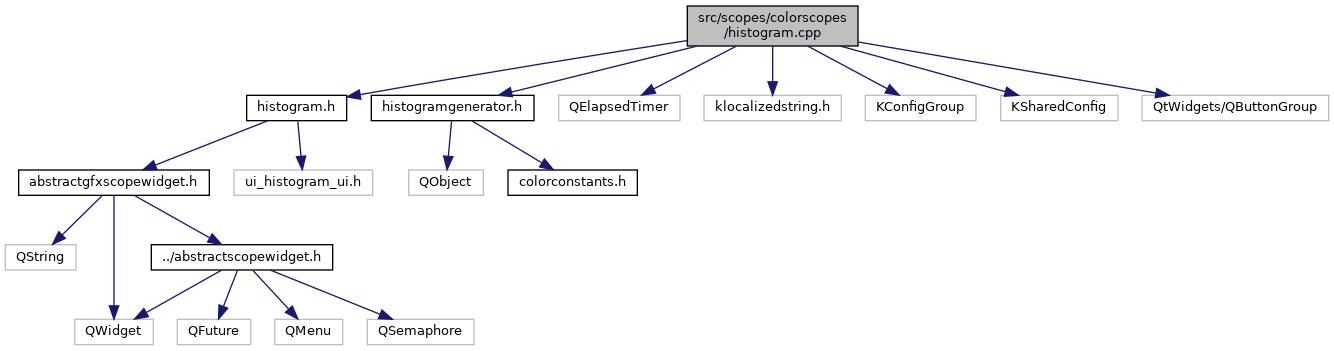 src/scopes/colorscopes
/histogram.cpp
histogram.h
histogramgenerator.h
QElapsedTimer
klocalizedstring.h
KConfigGroup
KSharedConfig
QtWidgets/QButtonGroup
abstractgfxscopewidget.h
ui_histogram_ui.h
QObject
colorconstants.h
QString
../abstractscopewidget.h
QWidget
QFuture
QMenu
QSemaphore